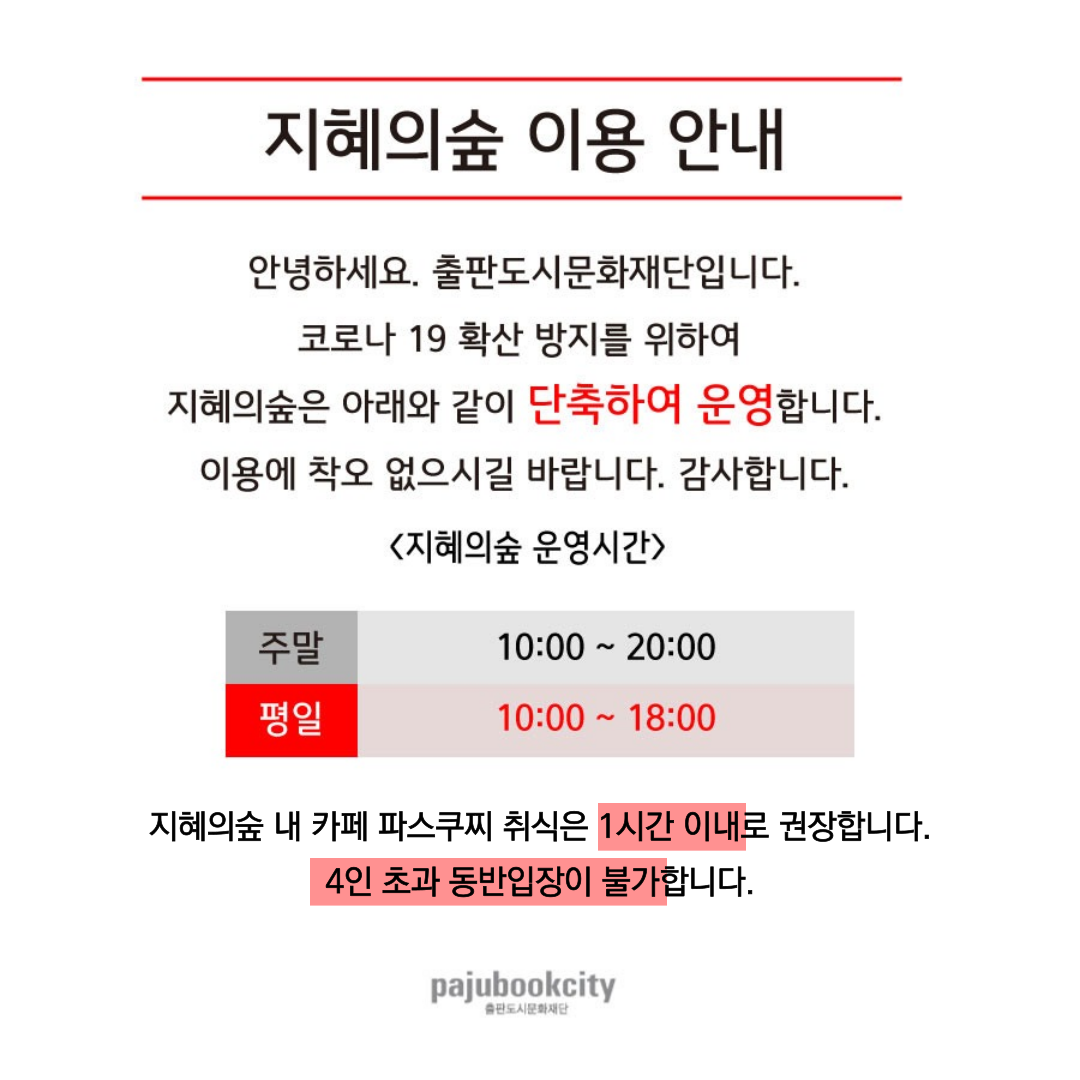 지혜의숲 이용 안내
안녕하세요. 출판도시문화재단입니다.
코로나 19 확산 방지를 위하여
지혜의숲은 아래와 같이 단축하여 운영합니다.
이용에 착오 없으시길 바랍니다. 감사합니다.
<지혜의숲 운영시간>
주말 10:00 ~ 20:00
평일 10:00 ~ 18:00
지혜의숲 내 카페 파스쿠찌 취식은 1시간 이내로 권장합니다.
4인 초과 동반입장이 불가합니다.
pajubookcity
출판도시문화재단